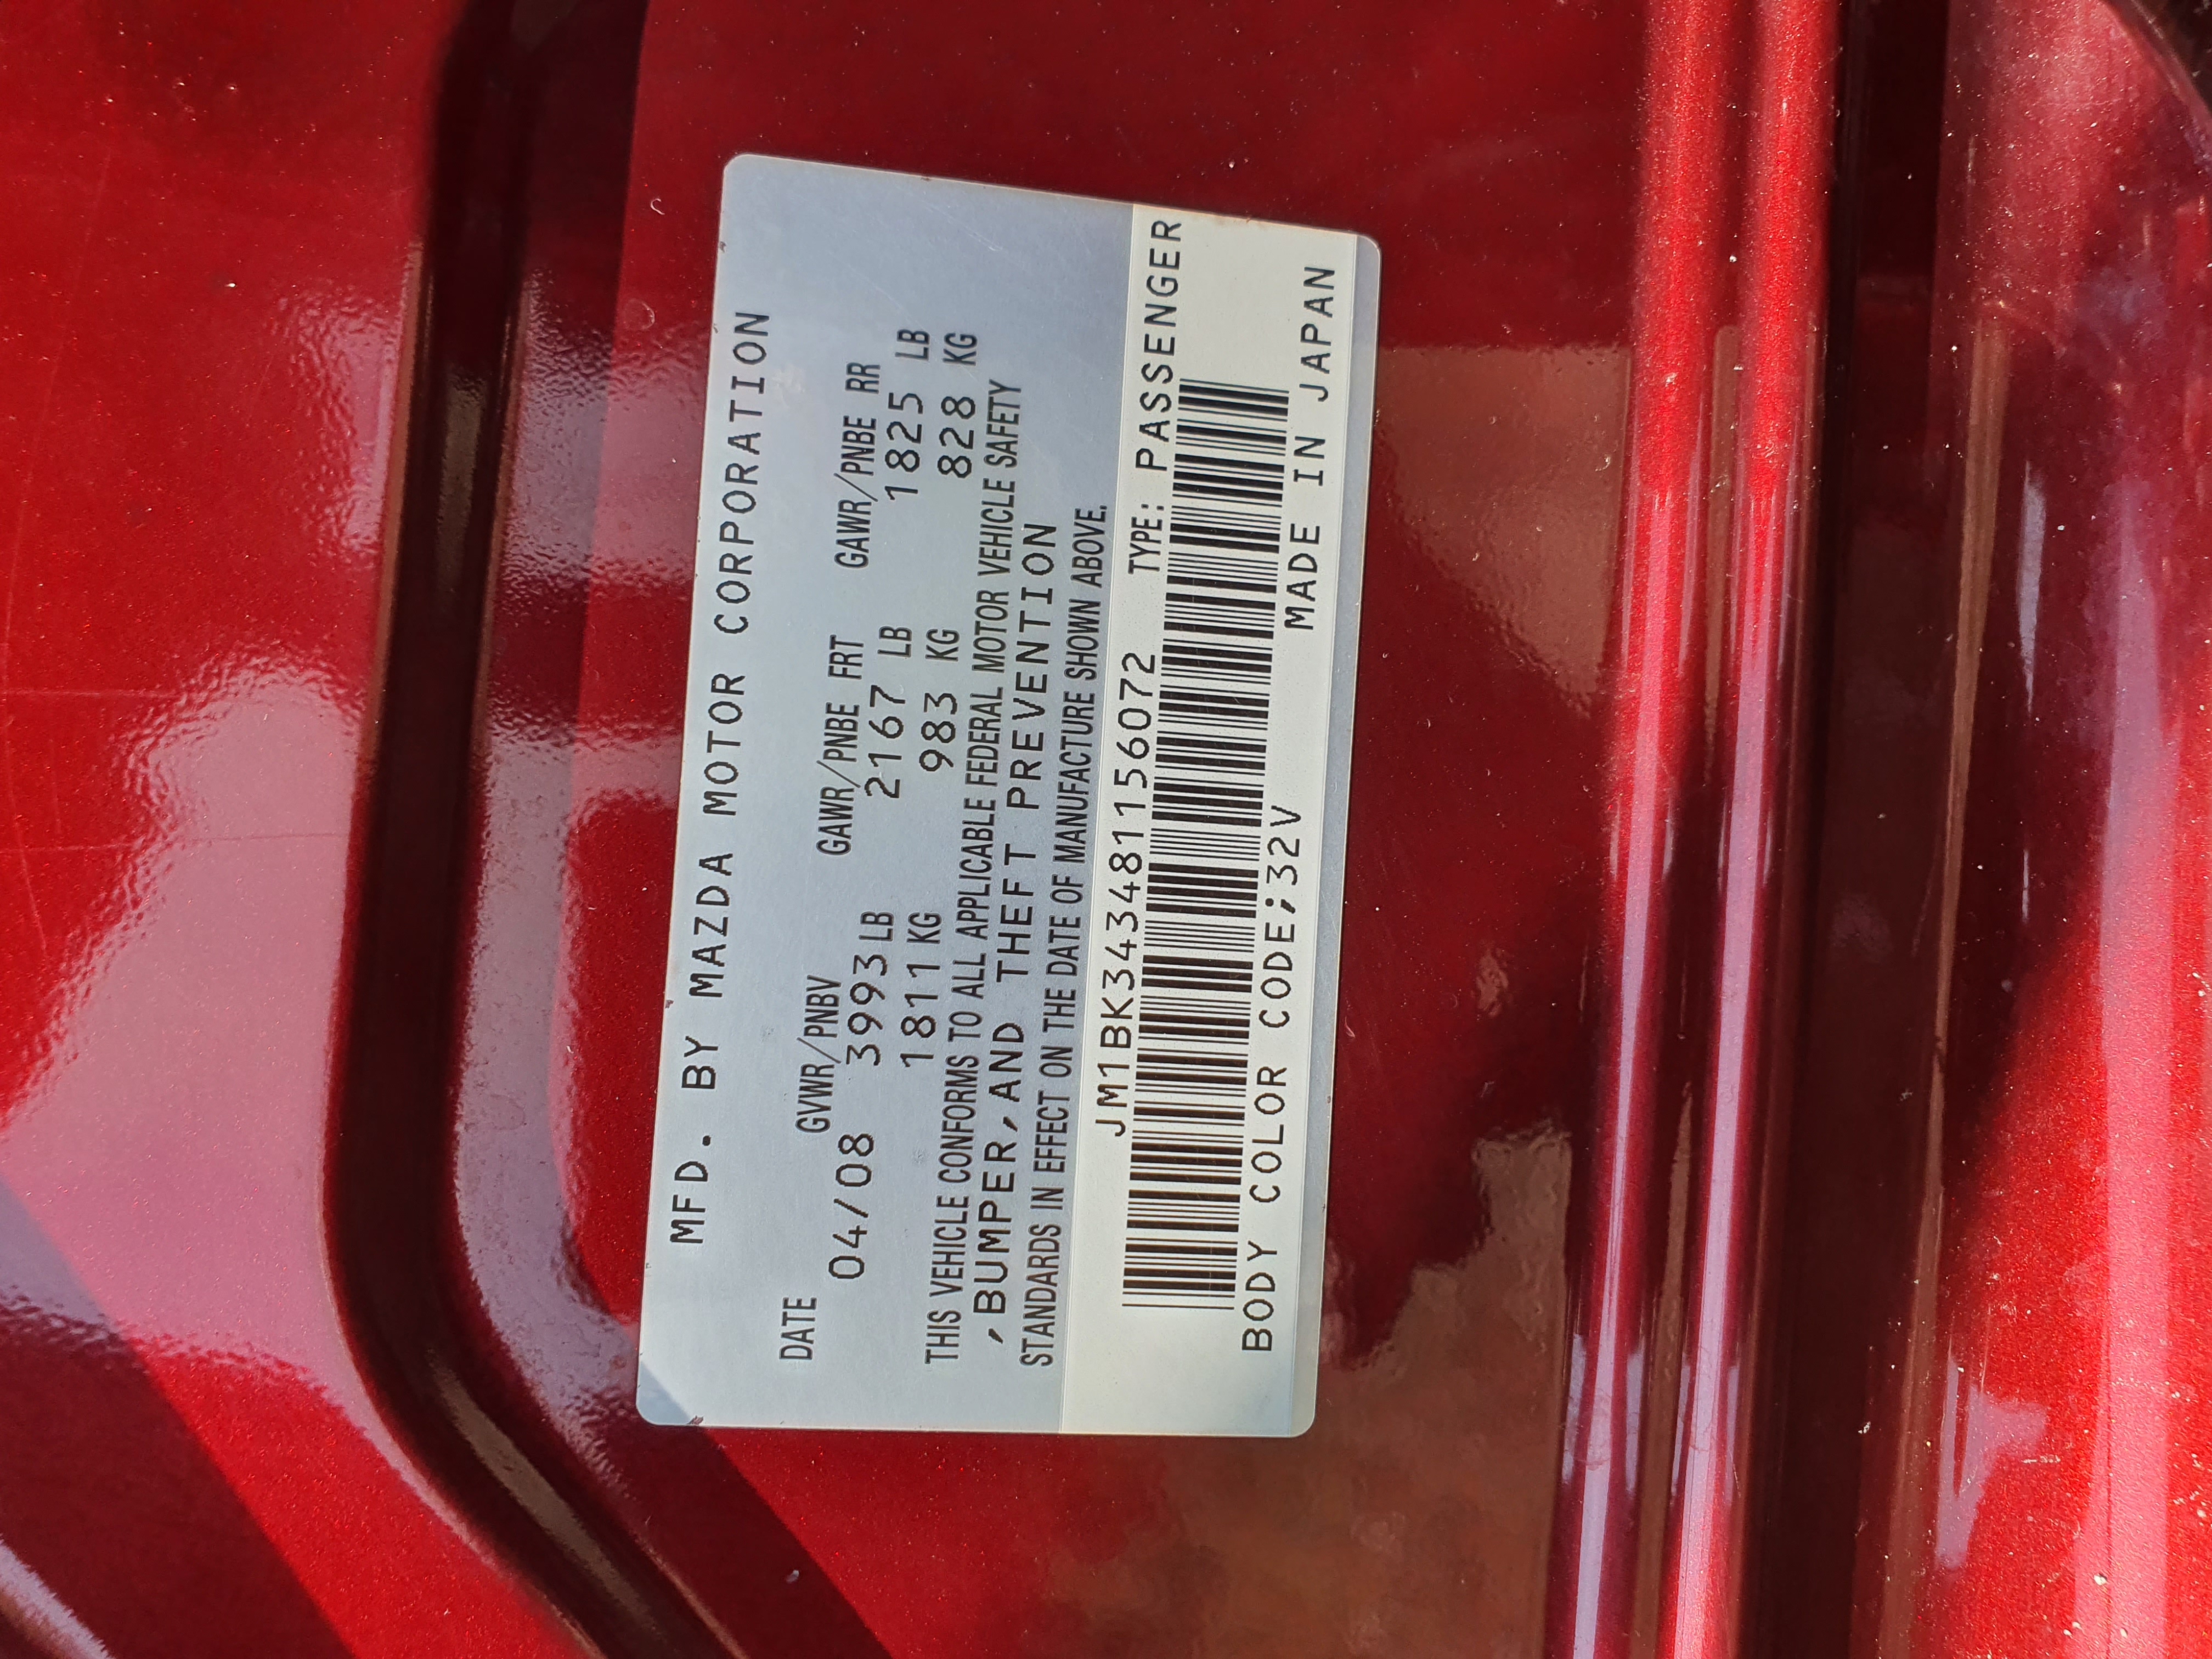 MFD. BY MAZDA MOTOR CORPORATION
DATE GVWR/PNBV GAWR/PNBE FRT GAWR/PNBE RR
04/08 3993 LB 2167 LB 1825 LB
1811 KG 983 KG 828 KG
THIS VEHICLE CONFORMS TO ALL APPLICABLE FEDERAL MOTOR VEHICLE SAFETY
,BUMPER,AND THEFT PREVENTION
STANDARDS IN EFFECT ON THE DATE OF MANUFACTURE SHOWN ABOVE.
JM1BK343481156072 TYPE: PASSENGER
BODY COLOR CODE;32V MADE IN JAPAN